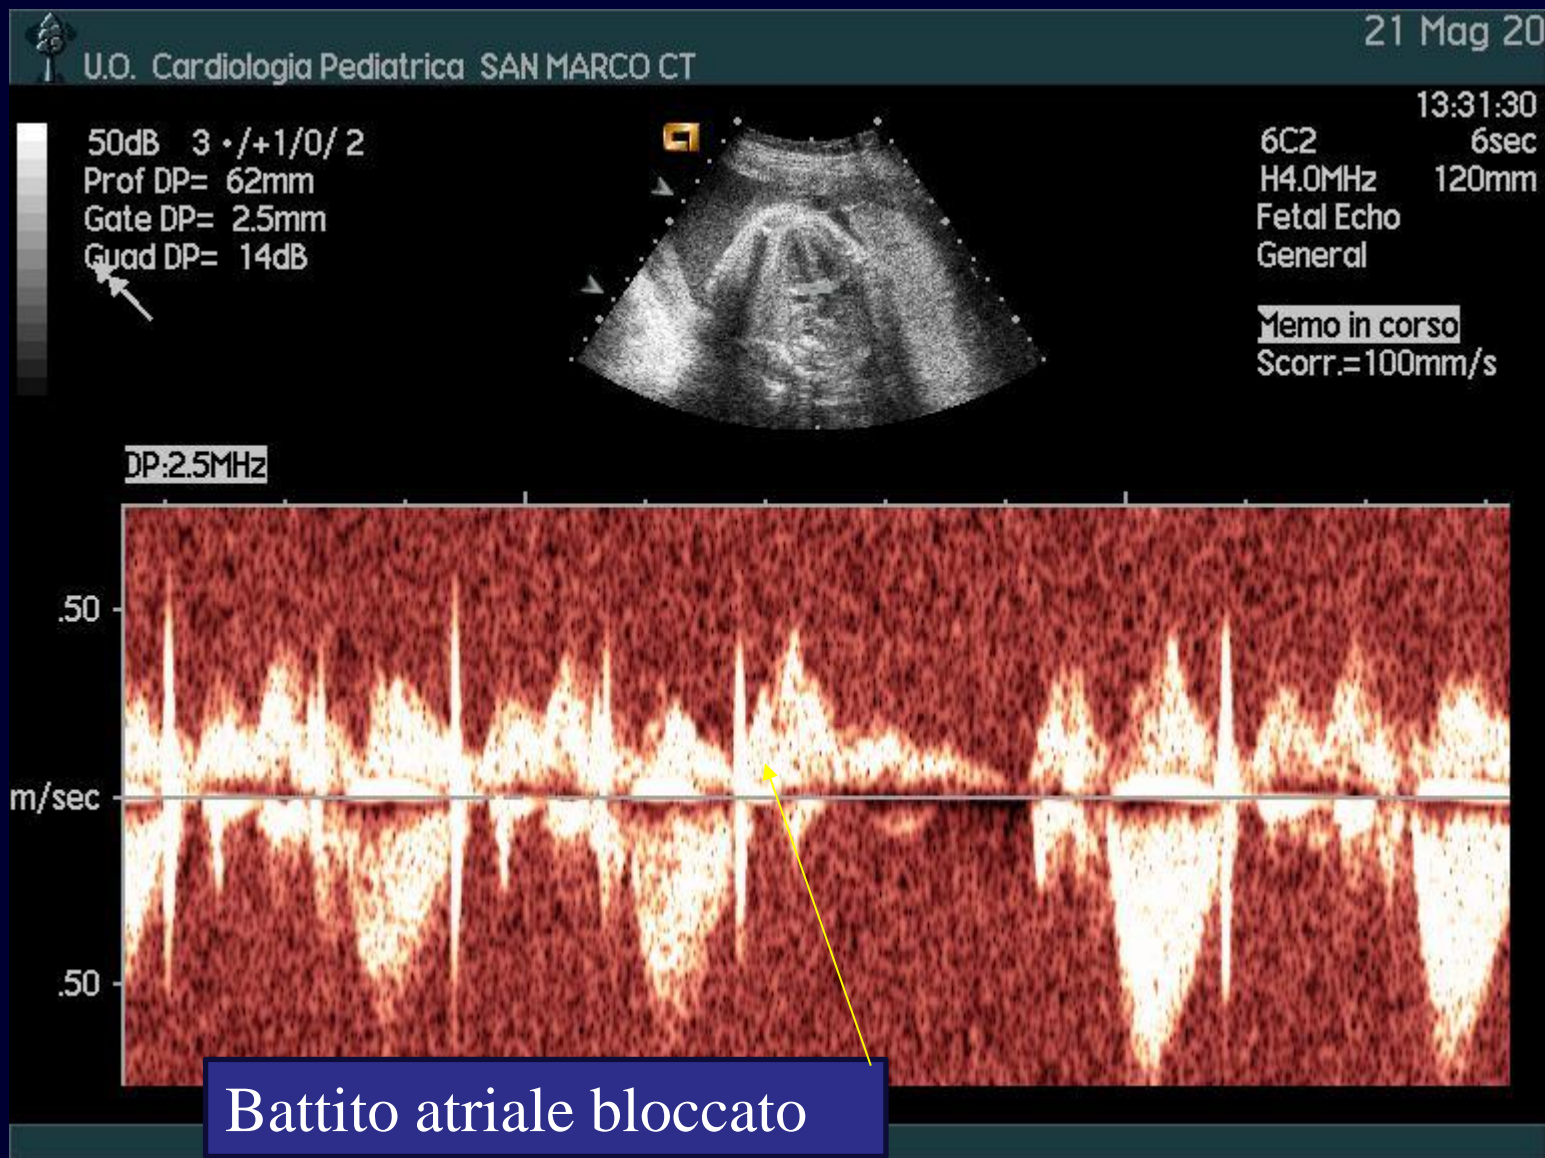 21 Mag 20
U.O. Cardiologia Pediatrica SAN MARCO CT
13:31:30
50dB 3 •/+1/0/ 2
Prof DP= 62mm
Gate DP= 2.5mm
Guad DP= 14dB
6C2 6sec
H4.0MHz 120mm
Fetal Echo
General
Memo in corso
Scorr.=100mm/s
DP:2.5MHz
.50
m/sec
.50
Battito atriale bloccato